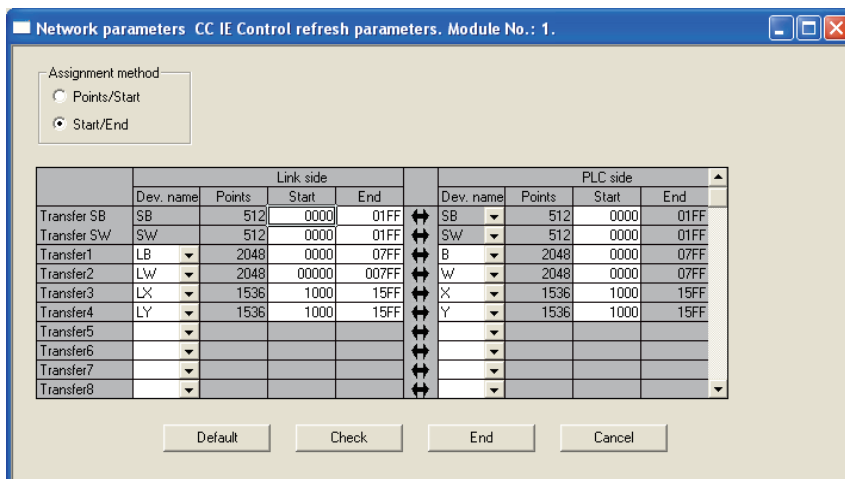 Network parameters CC IE Control refresh parameters. Module No.: 1.
Assignment method
Points/Start
Start/End
Link side PLC side
Dev. name Points Start End Dev. name Points Start End
Transfer SB SB 512 0000 01FF SB 512 0000 01FF
Transfer SW SW 512 0000 01FF SW 512 0000 01FF
Transfer1 LB 2048 0000 07FF B 2048 0000 07FF
Transfer2 LW 2048 00000 007FF W 2048 0000 07FF
Transfer3 LX 1536 1000 15FF X 1536 1000 15FF
Transfer4 LY 1536 1000 15FF Y 1536 1000 15FF
Transfer5
Transfer6
Transfer7
Transfer8
Default Check End Cancel